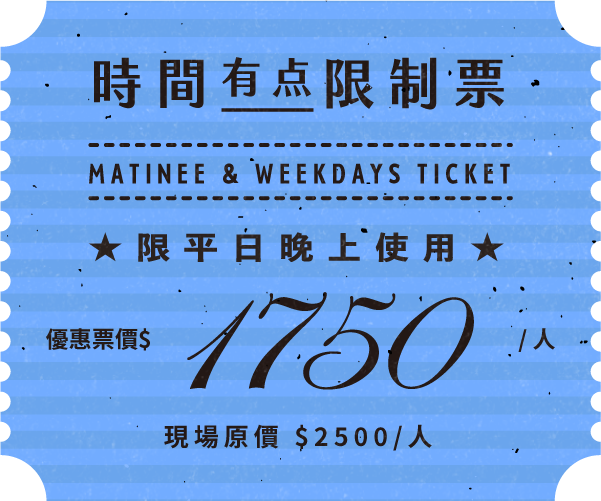 時間有点限制票
MATINEE & WEEKDAYS TICKET
★限平日晚上使用★
優惠票價$ 1750 /人
現場原價 $2500/人